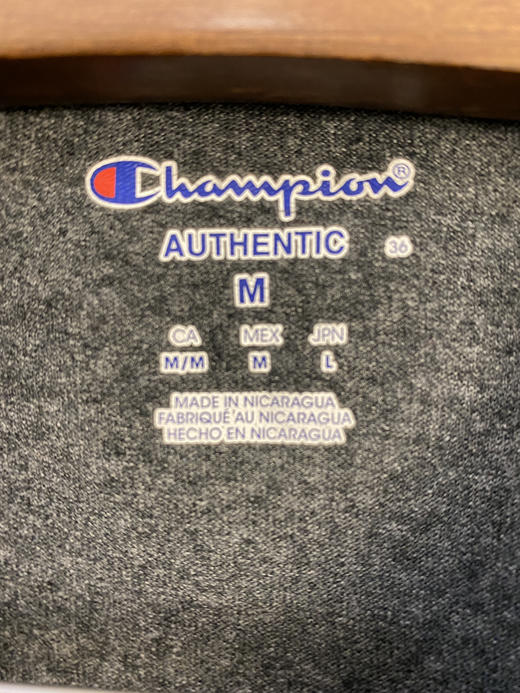 Champion®
AUTHENTIC 36
M
CA MEX JPN
M/M M L
MADE IN NICARAGUA
FABRIQUÉ AU NICARAGUA
HECHO EN NICARAGUA